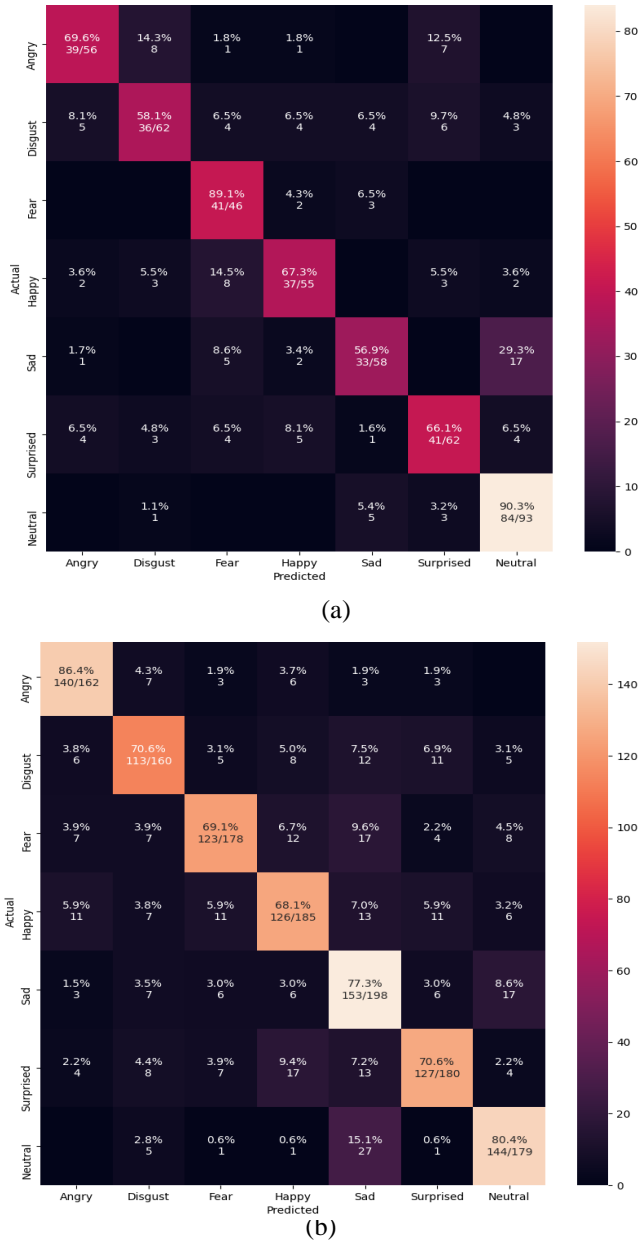 69.6% 14.3% 1.8% 1.8% 12.5%
39/56 8 1 1 7
Angry
8.1% 58.1% 6.5% 6.5% 6.5% 9.7% 4.8%
5 36/62 4 4 4 6 3
Disgust
89.1% 4.3% 6.5%
41/46 2 3
Fear
Actual
3.6% 5.5% 14.5% 67.3% 5.5% 3.6%
2 3 8 37/55 3 2
Happy
1.7% 8.6% 3.4% 56.9% 29.3%
1 5 2 33/58 17
Sad
6.5% 4.8% 6.5% 8.1% 1.6% 66.1% 6.5%
4 3 4 5 1 41/62 4
Surprised
1.1% 5.4% 3.2% 90.3%
1 5 3 84/93
Neutral
Angry Disgust Fear Happy Sad Surprised Neutral
Predicted
80
70
60
50
40
30
20
10
0
(a)
86.4% 4.3% 1.9% 3.7% 1.9% 1.9%
140/162 7 3 6 3 3
Angry
3.8% 70.6% 3.1% 5.0% 7.5% 6.9% 3.1%
6 113/160 5 8 12 11 5
Disgust
3.9% 3.9% 69.1% 6.7% 9.6% 2.2% 4.5%
7 7 123/178 12 17 4 8
Fear
Actual
5.9% 3.8% 5.9% 68.1% 7.0% 5.9% 3.2%
11 7 11 126/185 13 11 6
Happy
1.5% 3.5% 3.0% 3.0% 77.3% 3.0% 8.6%
3 7 6 6 153/198 6 17
Sad
2.2% 4.4% 3.9% 9.4% 7.2% 70.6% 2.2%
4 8 7 17 13 127/180 4
Surprised
2.8% 0.6% 0.6% 15.1% 0.6% 80.4%
5 1 1 27 1 144/179
Neutral
Angry Disgust Fear Happy Sad Surprised Neutral
Predicted
140
120
100
80
60
40
20
0
(b)